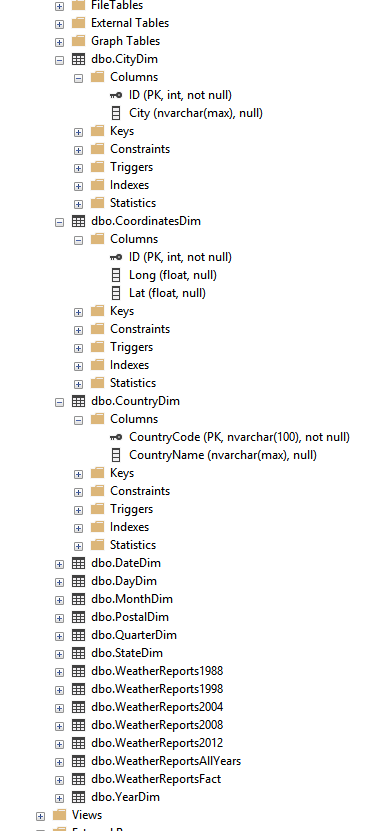 FileTables
External Tables
Graph Tables
dbo.CityDim
Columns
ID (PK, int, not null)
City (nvarchar(max), null)
Keys
Constraints
Triggers
Indexes
Statistics
dbo.CoordinatesDim
Columns
ID (PK, int, not null)
Long (float, null)
Lat (float, null)
Keys
Constraints
Triggers
Indexes
Statistics
dbo.CountryDim
Columns
CountryCode (PK, nvarchar(100), not null)
CountryName (nvarchar(max), null)
Keys
Constraints
Triggers
Indexes
Statistics
dbo.DateDim
dbo.DayDim
dbo.MonthDim
dbo.PostalDim
dbo.QuarterDim
dbo.StateDim
dbo.WeatherReports1988
dbo.WeatherReports1998
dbo.WeatherReports2004
dbo.WeatherReports2008
dbo.WeatherReports2012
dbo.WeatherReportsAllYears
dbo.WeatherReportsFact
dbo.YearDim
Views